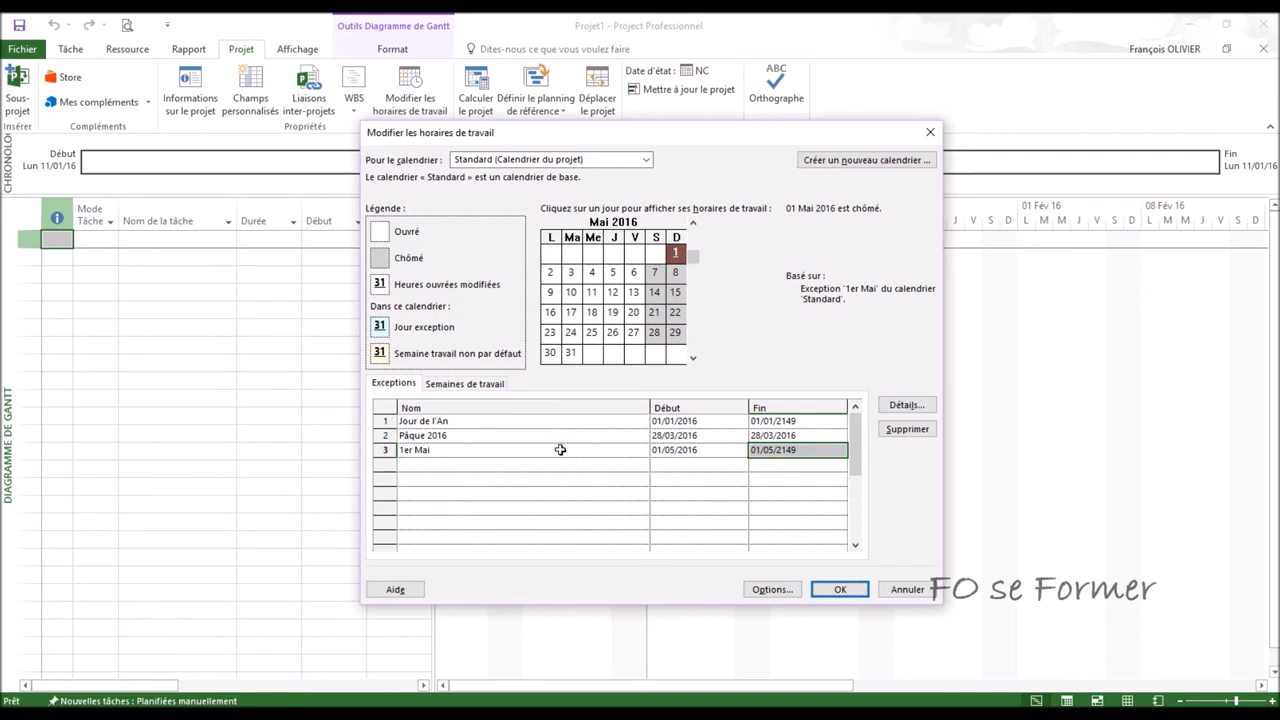 Outils Diagramme de Gantt
Projet1 - Project Professionnel
Fichier Tâche Ressource Rapport Projet Affichage Format Dites-nous ce que vous voulez faire François OLIVIER
Sous-projet
Store
Mes compléments
Informations sur le projet
Champs personnalisés
Liaisons inter-projets
WBS
Modifier les horaires de travail
Calculer le projet
Définir le planning de référence
Déplacer le projet
Date d'état : NC
Mettre à jour le projet
ABC
Orthographe
Insérer Compléments Propriétés
CHRONOLOG
Début
Lun 11/01/16
Fin
Lun 11/01/16
Mode Tâche
Nom de la tâche
Durée
Début
01 Fév 16
08 Fév 16
J V S D L M M J V S D L M M J
DIAGRAMME DE GANTT
Modifier les horaires de travail
Pour le calendrier : Standard (Calendrier du projet)
Créer un nouveau calendrier ...
Le calendrier « Standard » est un calendrier de base.
Légende :
Ouvré
Chômé
31 Heures ouvrées modifiées
Dans ce calendrier :
31 Jour exception
31 Semaine travail non par défaut
Cliquez sur un jour pour afficher ses horaires de travail :
Mai 2016
L Ma Me J V S D
1
2 3 4 5 6 7 8
9 10 11 12 13 14 15
16 17 18 19 20 21 22
23 24 25 26 27 28 29
30 31
01 Mai 2016 est chômé.
Basé sur :
Exception '1er Mai' du calendrier
'Standard'.
Exceptions Semaines de travail
Nom Début Fin
1 Jour de l'An 01/01/2016 01/01/2149
2 Pâque 2016 28/03/2016 28/03/2016
3 1er Mai 01/05/2016 01/05/2149
Détails...
Supprimer
Aide Options... OK Annuler
FO se Former
Prêt Nouvelles tâches : Planifiées manuellement